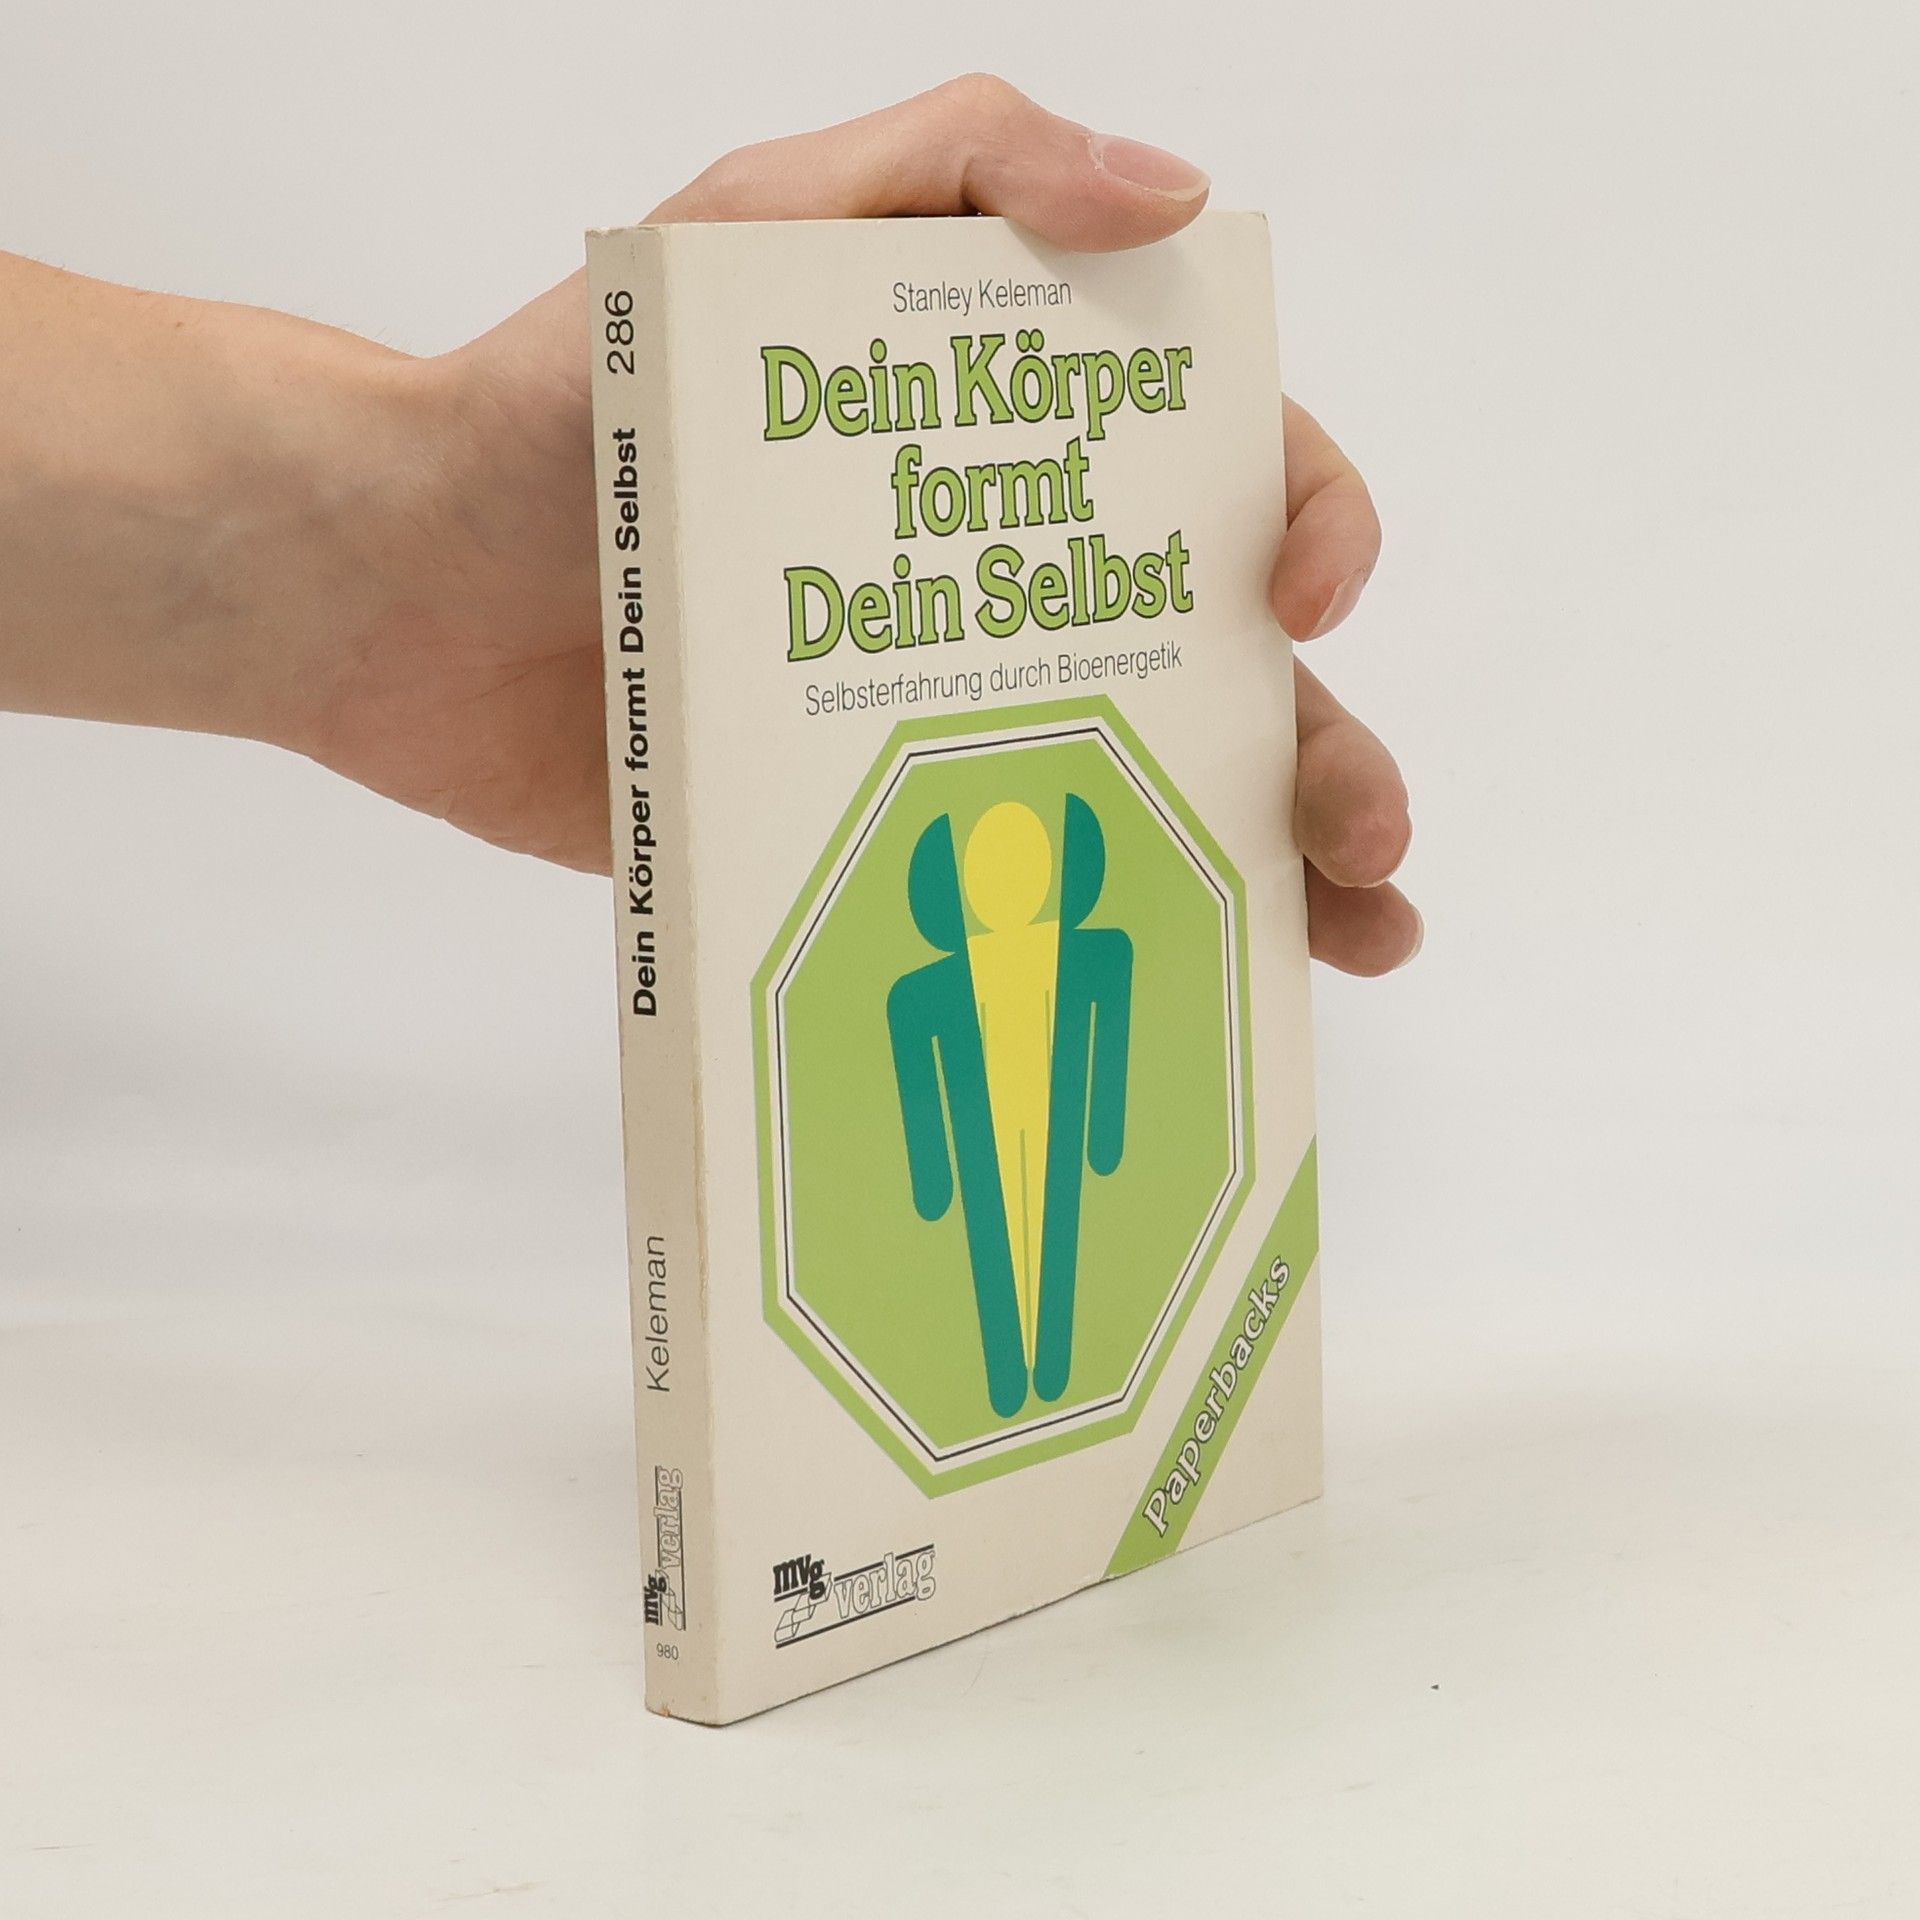 Stanley Keleman
Dein Körper
formt
Dein Selbst
Selbsterfahrung durch Bioenergetik
Paperbacks
mvg verlag
Dein Körper formt Dein Selbst 286
Keleman
mvg verlag
980